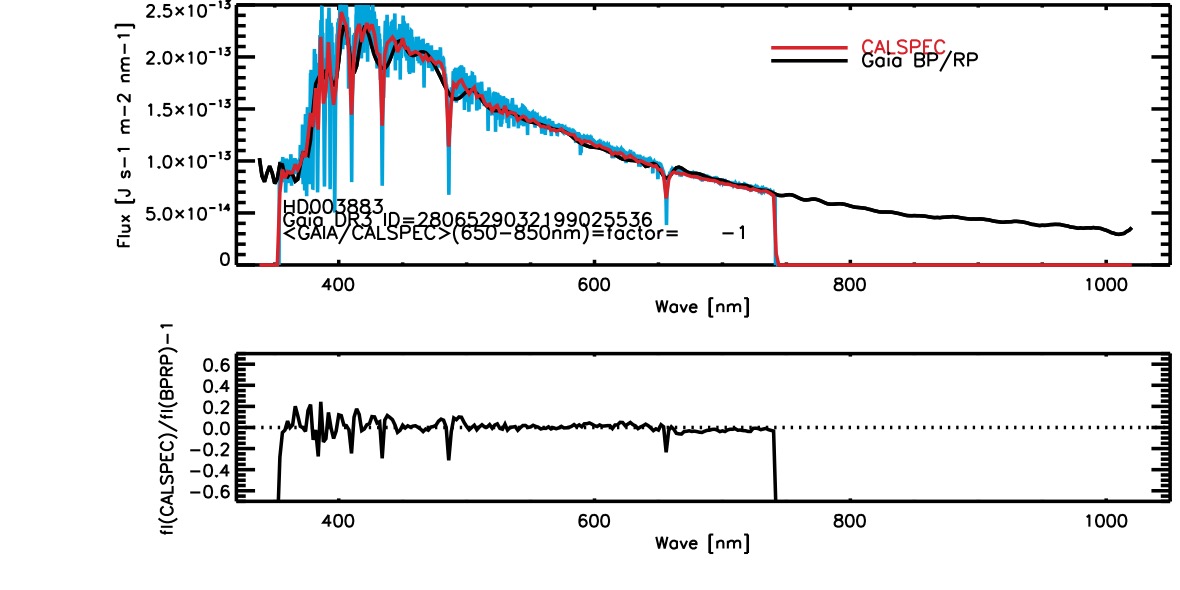 2.5×10−13
2.0×10−13
1.5×10−13
1.0×10−13
5.0×10−14
0
Flux [J s−1 m−2 nm−1]
CALSPEC
Gaia BP/RP
HD003883
Gaia DR3 ID=2806529032199025536
<GAIA/CALSPEC>(650−850nm)=factor= −1
400 600 800 1000
Wave [nm]
0.6
0.4
0.2
0.0
−0.2
−0.4
−0.6
fl(CALSPEC)/fl(BPRP)−1
400 600 800 1000
Wave [nm]